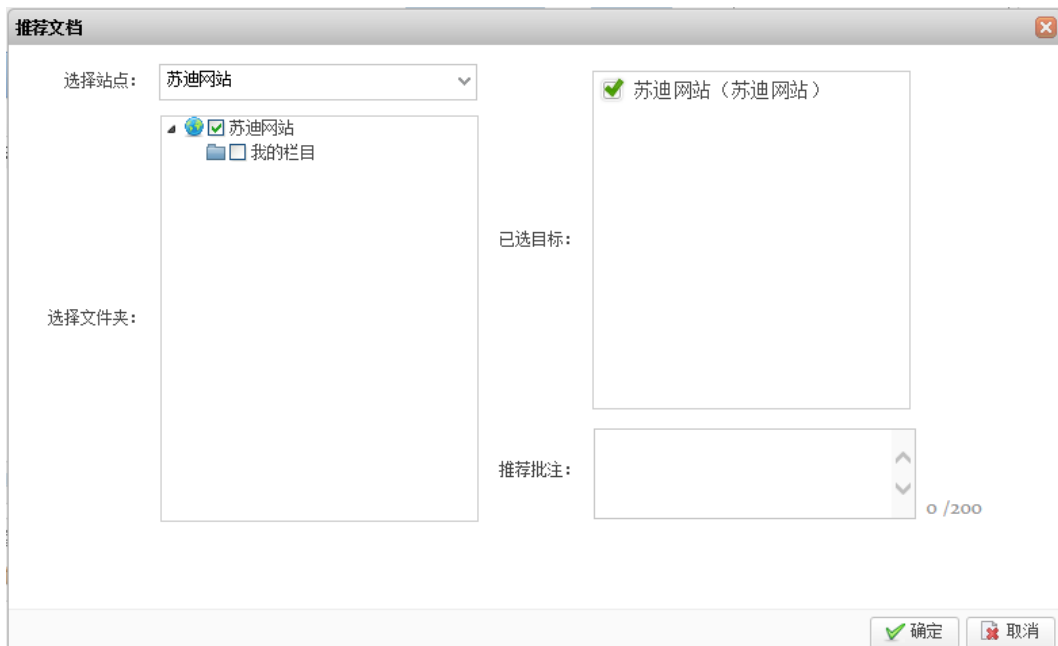 推荐文档
选择站点：
苏迪网站
选择文件夹：
苏迪网站
我的栏目
已选目标：
苏迪网站（苏迪网站）
推荐批注：
0 /200
确定
取消